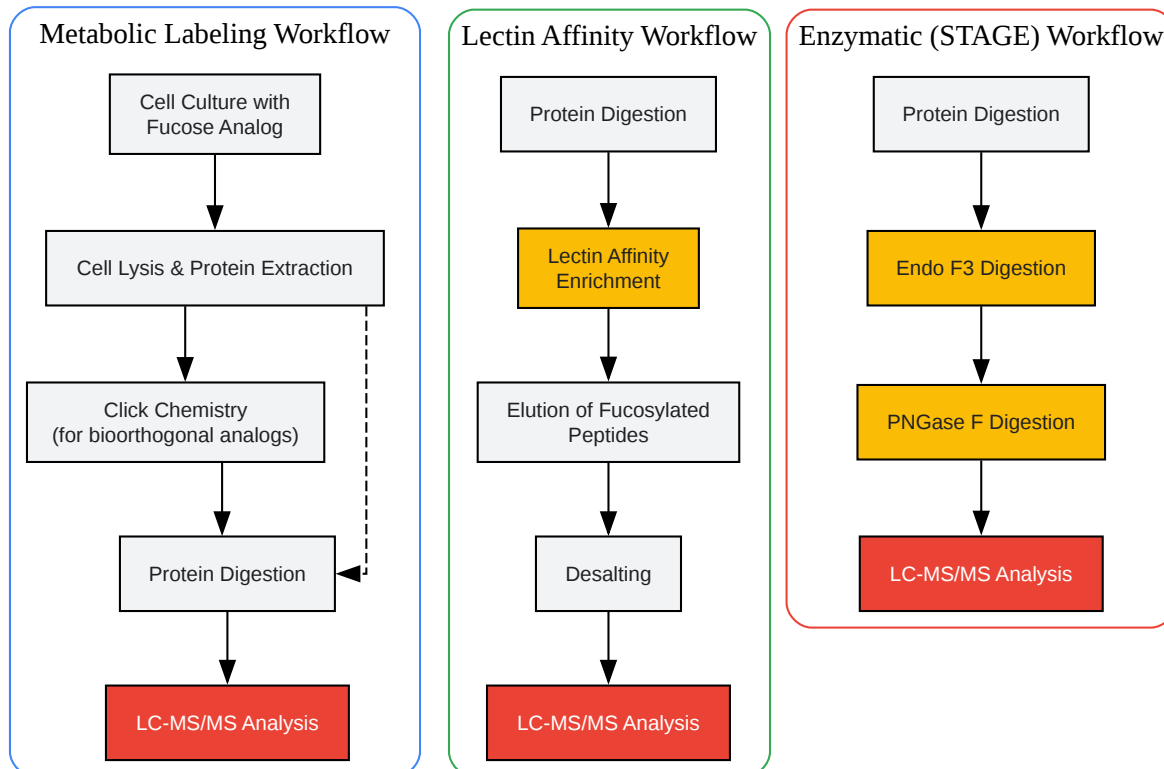 Metabolic Labeling Workflow
Cell Culture with
Fucose Analog
Cell Lysis & Protein Extraction
Click Chemistry
(for bioorthogonal analogs)
Protein Digestion
LC-MS/MS Analysis
Lectin Affinity Workflow
Protein Digestion
Lectin Affinity
Enrichment
Elution of Fucosylated
Peptides
Desalting
LC-MS/MS Analysis
Enzymatic (STAGE) Workflow
Protein Digestion
Endo F3 Digestion
PNGase F Digestion
LC-MS/MS Analysis